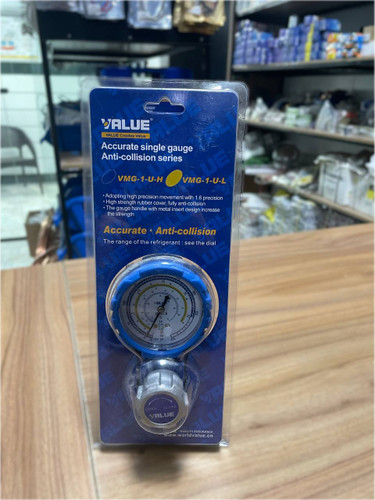 VALUE
VALUE Creates Value
Accurate single gauge
Anti-collision series
VMG-1-U-H VMG-1-U-L
• Adopting high precision movement with 1.6 precision
• High strength rubber cover, fully anti-collision
• The gauge handle with metal insert design increase
the strength
Accurate · Anti-collision
The range of the refrigerant : see the dial
VALUE
www.worldvalue.cn